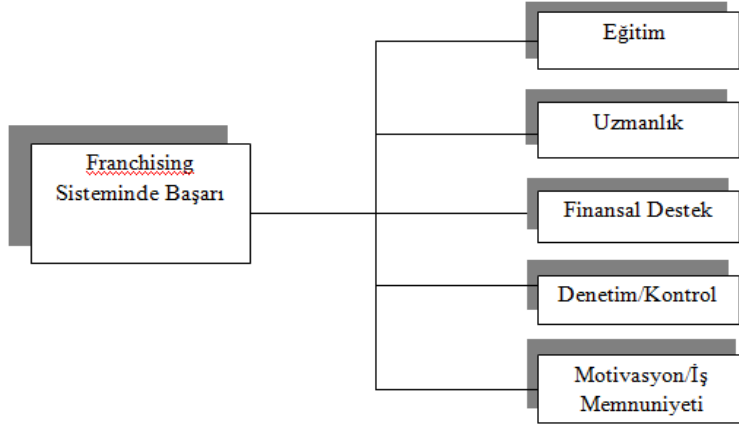 Franchising
Sisteminde Başarı
Eğitim
Uzmanlık
Finansal Destek
Denetim/Kontrol
Motivasyon/İş
Memnuniyeti